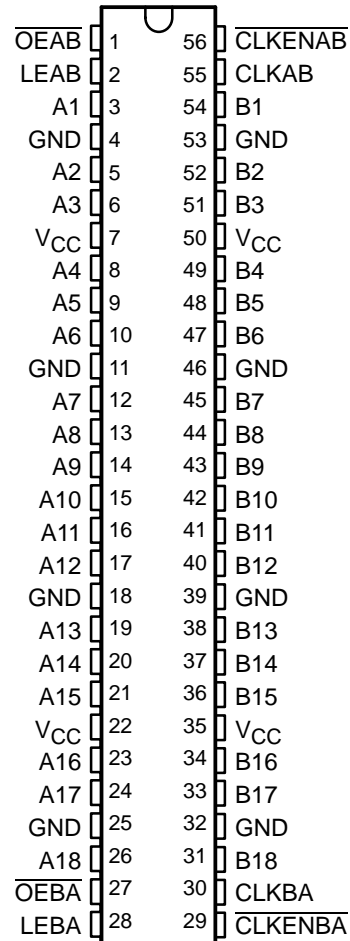 OEAB 1 56 CLKENAB
LEAB 2 55 CLKAB
A1 3 54 B1
GND 4 53 GND
A2 5 52 B2
A3 6 51 B3
VCC 7 50 VCC
A4 8 49 B4
A5 9 48 B5
A6 10 47 B6
GND 11 46 GND
A7 12 45 B7
A8 13 44 B8
A9 14 43 B9
A10 15 42 B10
A11 16 41 B11
A12 17 40 B12
GND 18 39 GND
A13 19 38 B13
A14 20 37 B14
A15 21 36 B15
VCC 22 35 VCC
A16 23 34 B16
A17 24 33 B17
GND 25 32 GND
A18 26 31 B18
OEBA 27 30 CLKBA
LEBA 28 29 CLKENBA